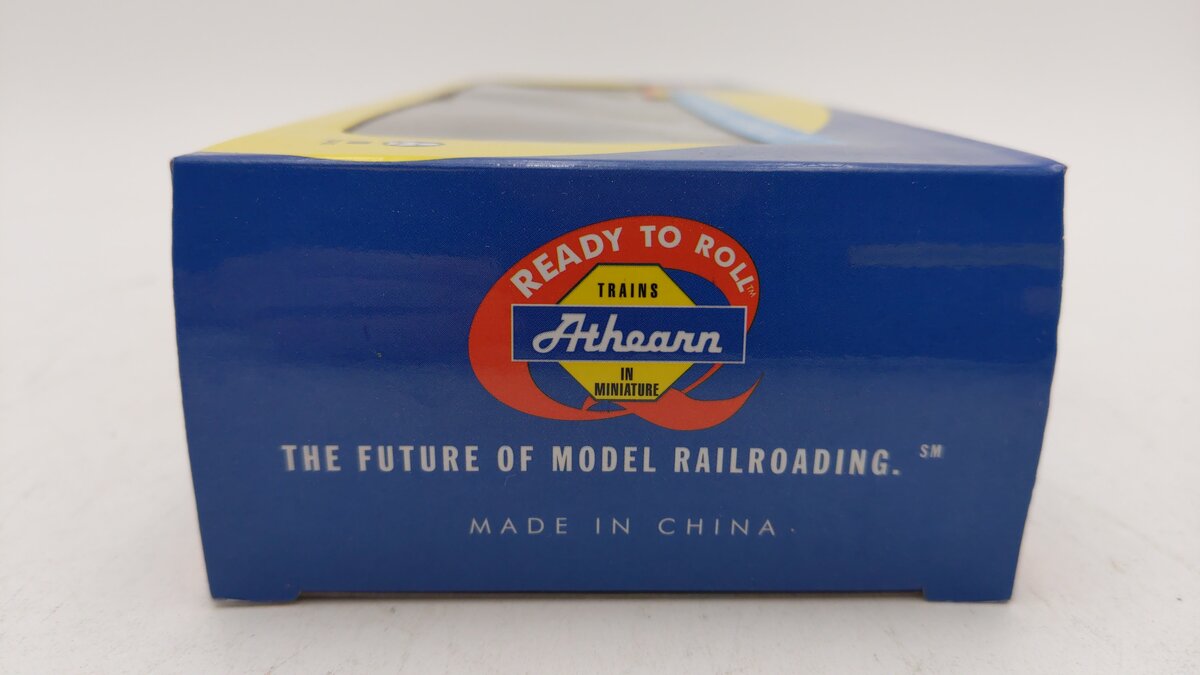 READY TO ROLL™
TRAINS
Athearn
IN
MINIATURE
THE FUTURE OF MODEL RAILROADING. SM
MADE IN CHINA.